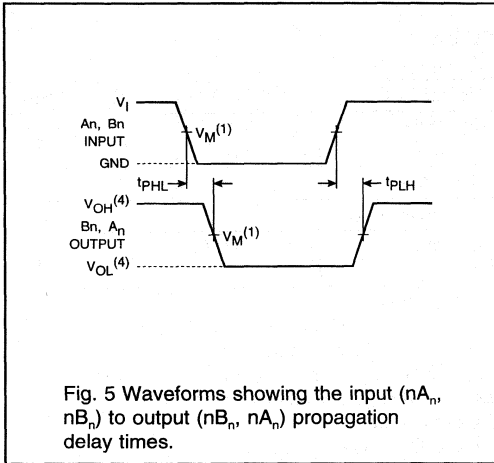 V_I
An, Bn
INPUT
V_M(1)
GND
t_PHL
t_PLH
V_OH(4)
Bn, A_n
OUTPUT
V_M(1)
V_OL(4)
Fig. 5 Waveforms showing the input (nA_n,
nB_n) to output (nB_n, nA_n) propagation
delay times.